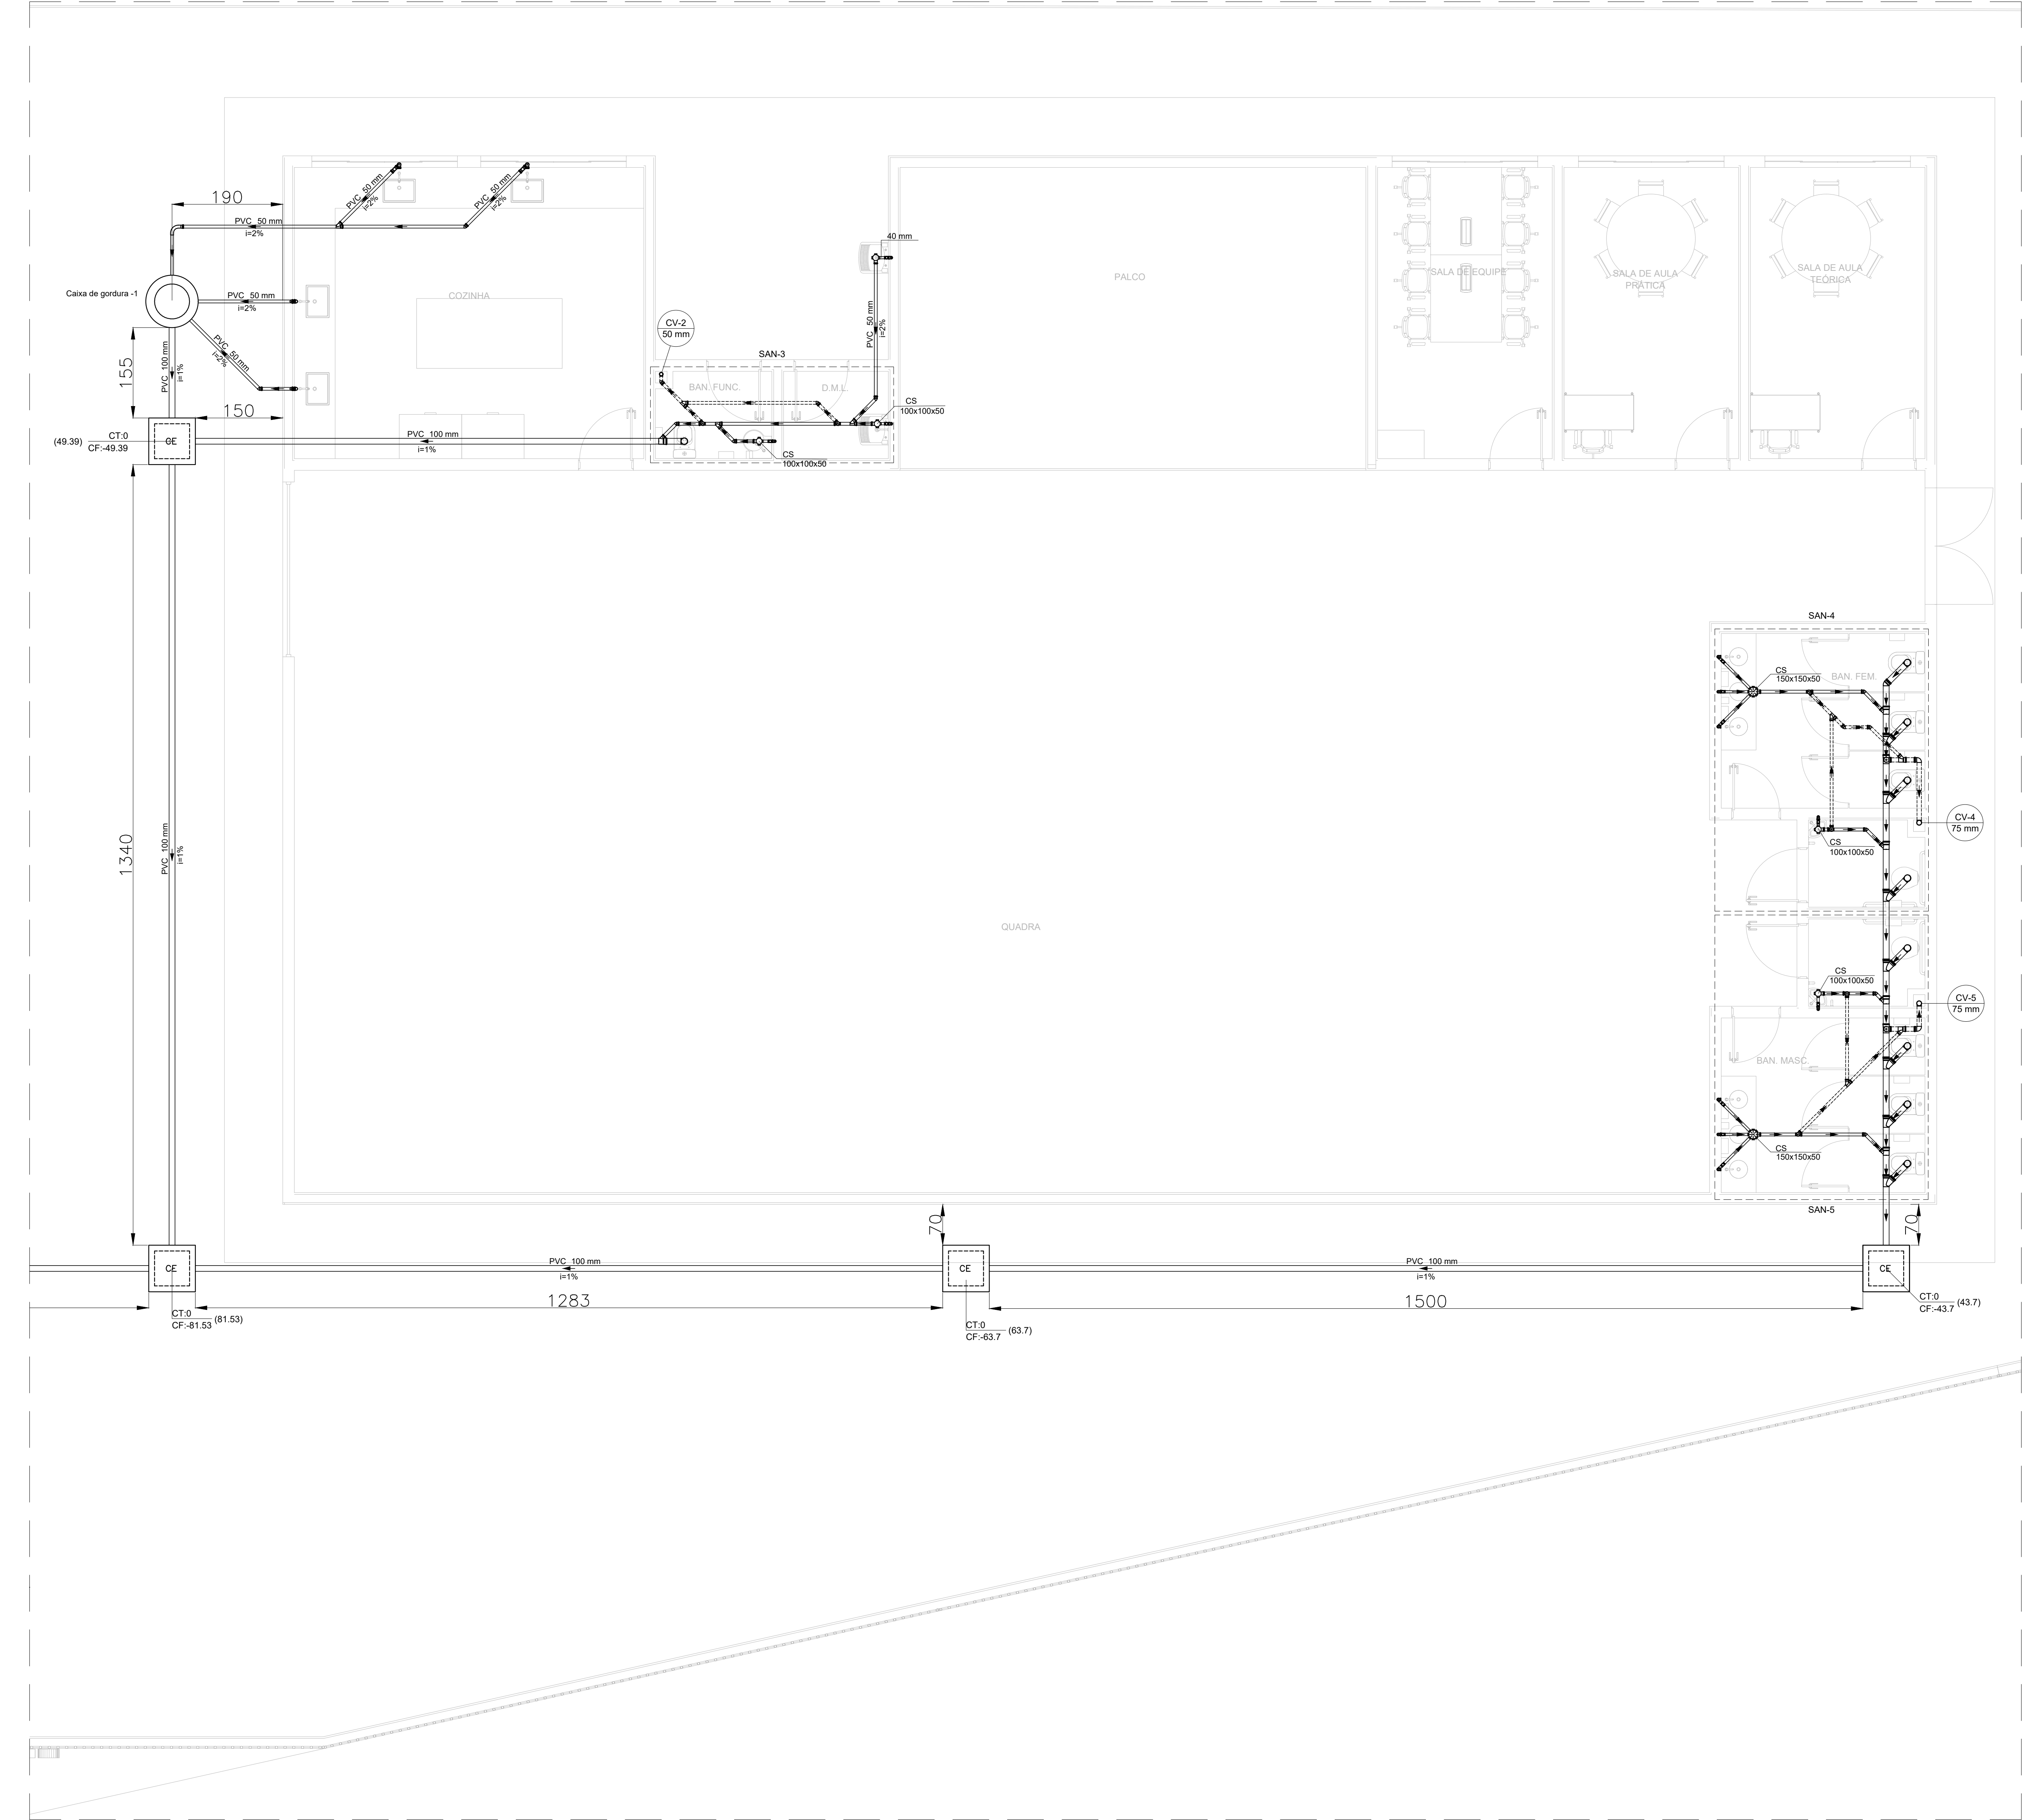 190
PVC 50 mm
i=2%
PVC 50 mm
i=2%
PVC 50 mm
i=2%
Caixa de gordura -1
PVC 50 mm
i=2%
PVC 50 mm
i=2%
COZINHA
155
PVC 100 mm
i=1%
150
(49.39)
CT:0
CF:-49.39
CE
PVC 100 mm
i=1%
CV-2
50 mm
SAN-3
BAN. FUNC.
D.M.L.
40 mm
PVC 50 mm
i=2%
CS
100x100x50
CS
100x100x50
PALCO
SALA DE EQUIPE
SALA DE AULA
PRÁTICA
SALA DE AULA
TEÓRICA
SAN-4
CS
150x150x50
BAN. FEM.
CV-4
75 mm
CS
100x100x50
1340
PVC 100 mm
i=1%
QUADRA
CS
100x100x50
CV-5
75 mm
BAN. MASC.
CS
150x150x50
SAN-5
70
70
CE
PVC 100 mm
i=1%
CE
PVC 100 mm
i=1%
CE
1283
1500
CT:0
CF:-81.53
(81.53)
CT:0
CF:-63.7
(63.7)
CT:0
CF:-43.7
(43.7)